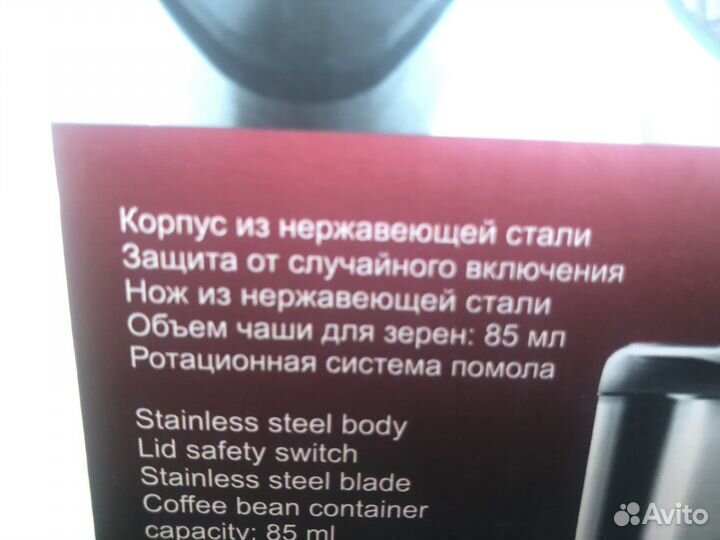 Корпус из нержавеющей стали
Защита от случайного включения
Нож из нержавеющей стали
Объем чаши для зерен: 85 мл
Ротационная система помола
Stainless steel body
Lid safety switch
Stainless steel blade
Coffee bean container
capacity: 85 ml
Avito